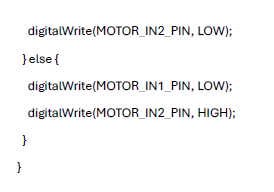 digitalWrite(MOTOR_IN2_PIN, LOW);
} else {
digitalWrite(MOTOR_IN1_PIN, LOW);
digitalWrite(MOTOR_IN2_PIN, HIGH);
}
}